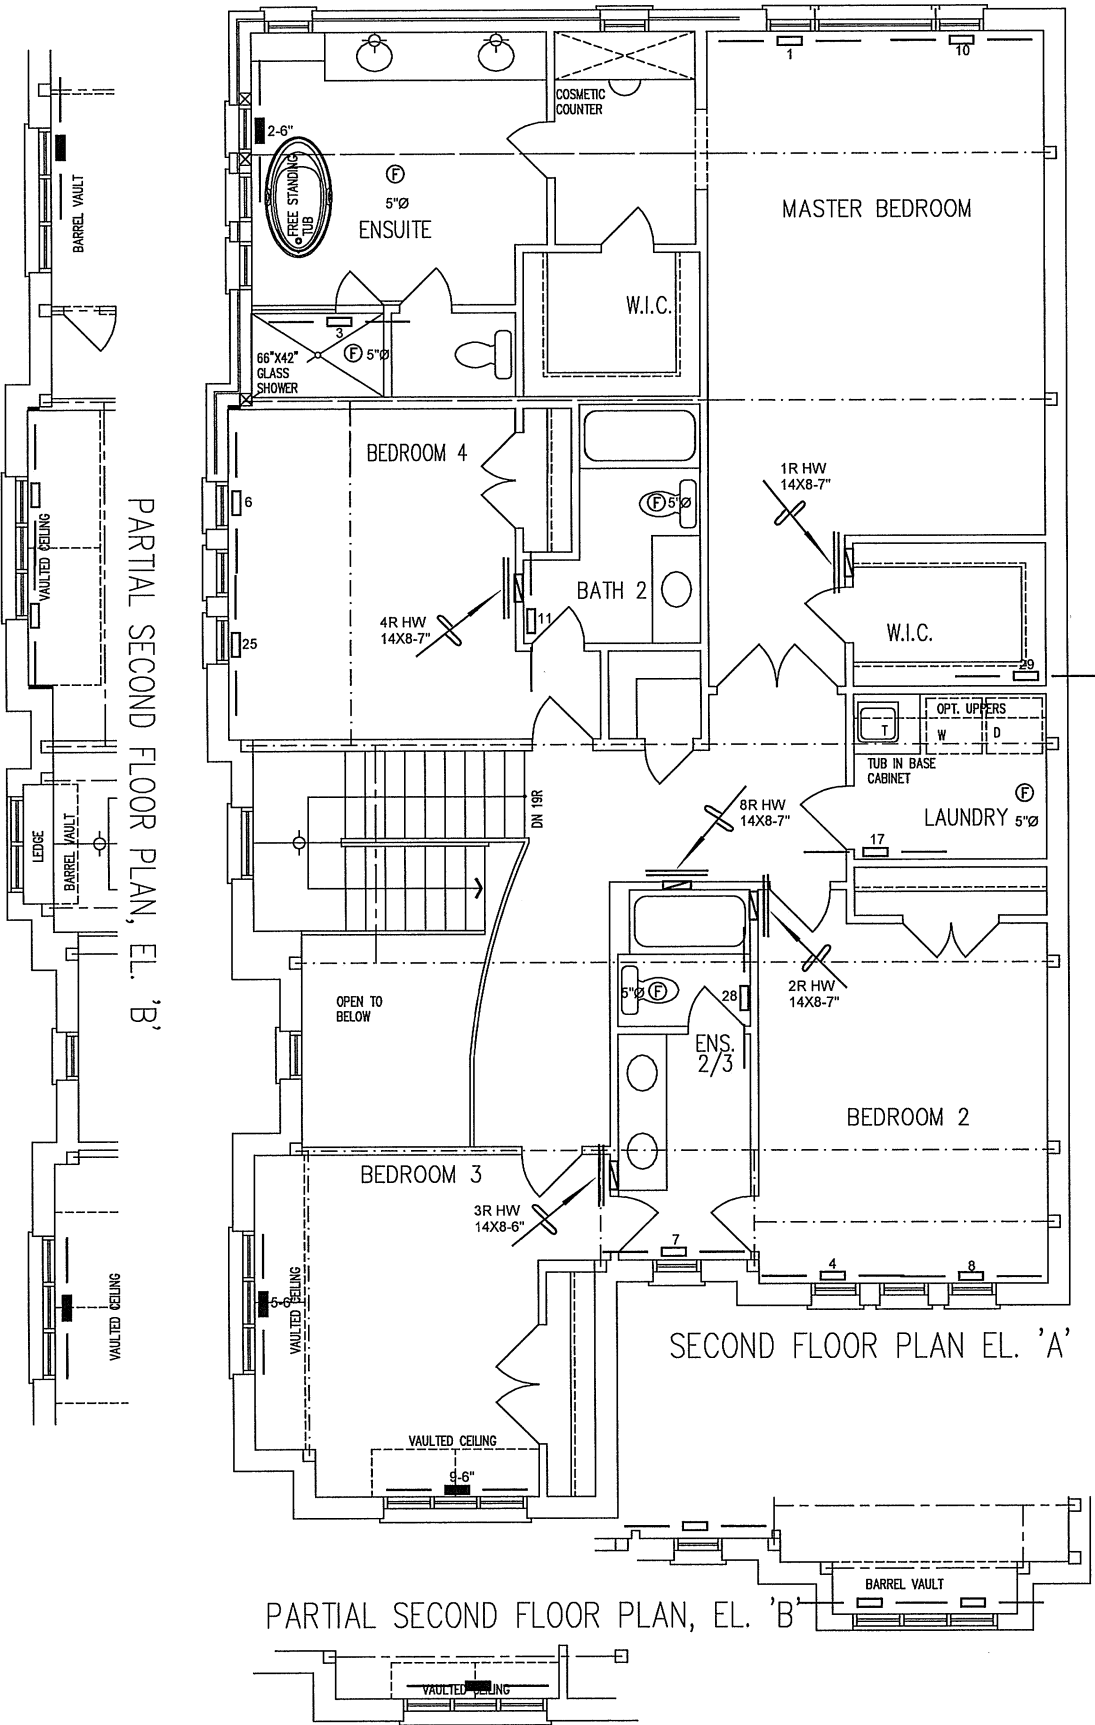 1
10
COSMETIC
COUNTER
2-6"
FREE STANDING
TUB
F
5"Ø
ENSUITE
MASTER BEDROOM
BARREL VAULT
W.I.C.
3
F 5"Ø
66"X42"
GLASS
SHOWER
BEDROOM 4
1R HW
14X8-7"
6
F 5"Ø
VAULTED CEILING
PARTIAL SECOND FLOOR PLAN, EL. 'B'
BATH 2
4R HW
14X8-7"
11
W.I.C.
25
29
OPT. UPPERS
T
W
D
TUB IN BASE
CABINET
DN 19R
8R HW
14X8-7"
LAUNDRY
F
5"Ø
17
LEDGE
BARREL VAULT
2R HW
14X8-7"
5"Ø F
28
OPEN TO
BELOW
ENS.
2/3
BEDROOM 2
BEDROOM 3
3R HW
14X8-6"
7
4
8
5-6"
VAULTED CEILING
VAULTED CEILING
SECOND FLOOR PLAN EL. 'A'
VAULTED CEILING
9-6"
BARREL VAULT
PARTIAL SECOND FLOOR PLAN, EL. 'B'
VAULTED CEILING